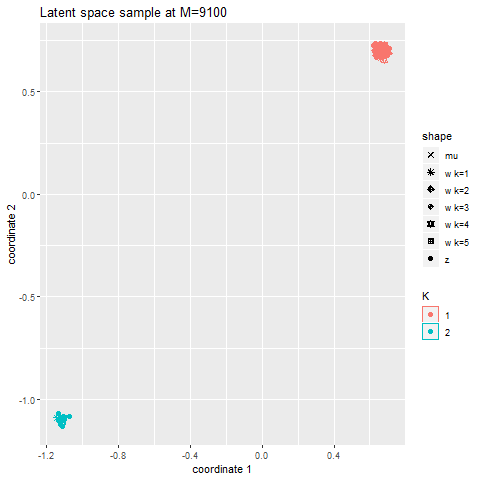 Latent space sample at M=9100
0.5
0.0
-0.5
-1.0
-1.2
-0.8
-0.4
0.0
0.4
coordinate 1
coordinate 2
shape
mu
w k=1
w k=2
w k=3
w k=4
w k=5
z
K
1
2